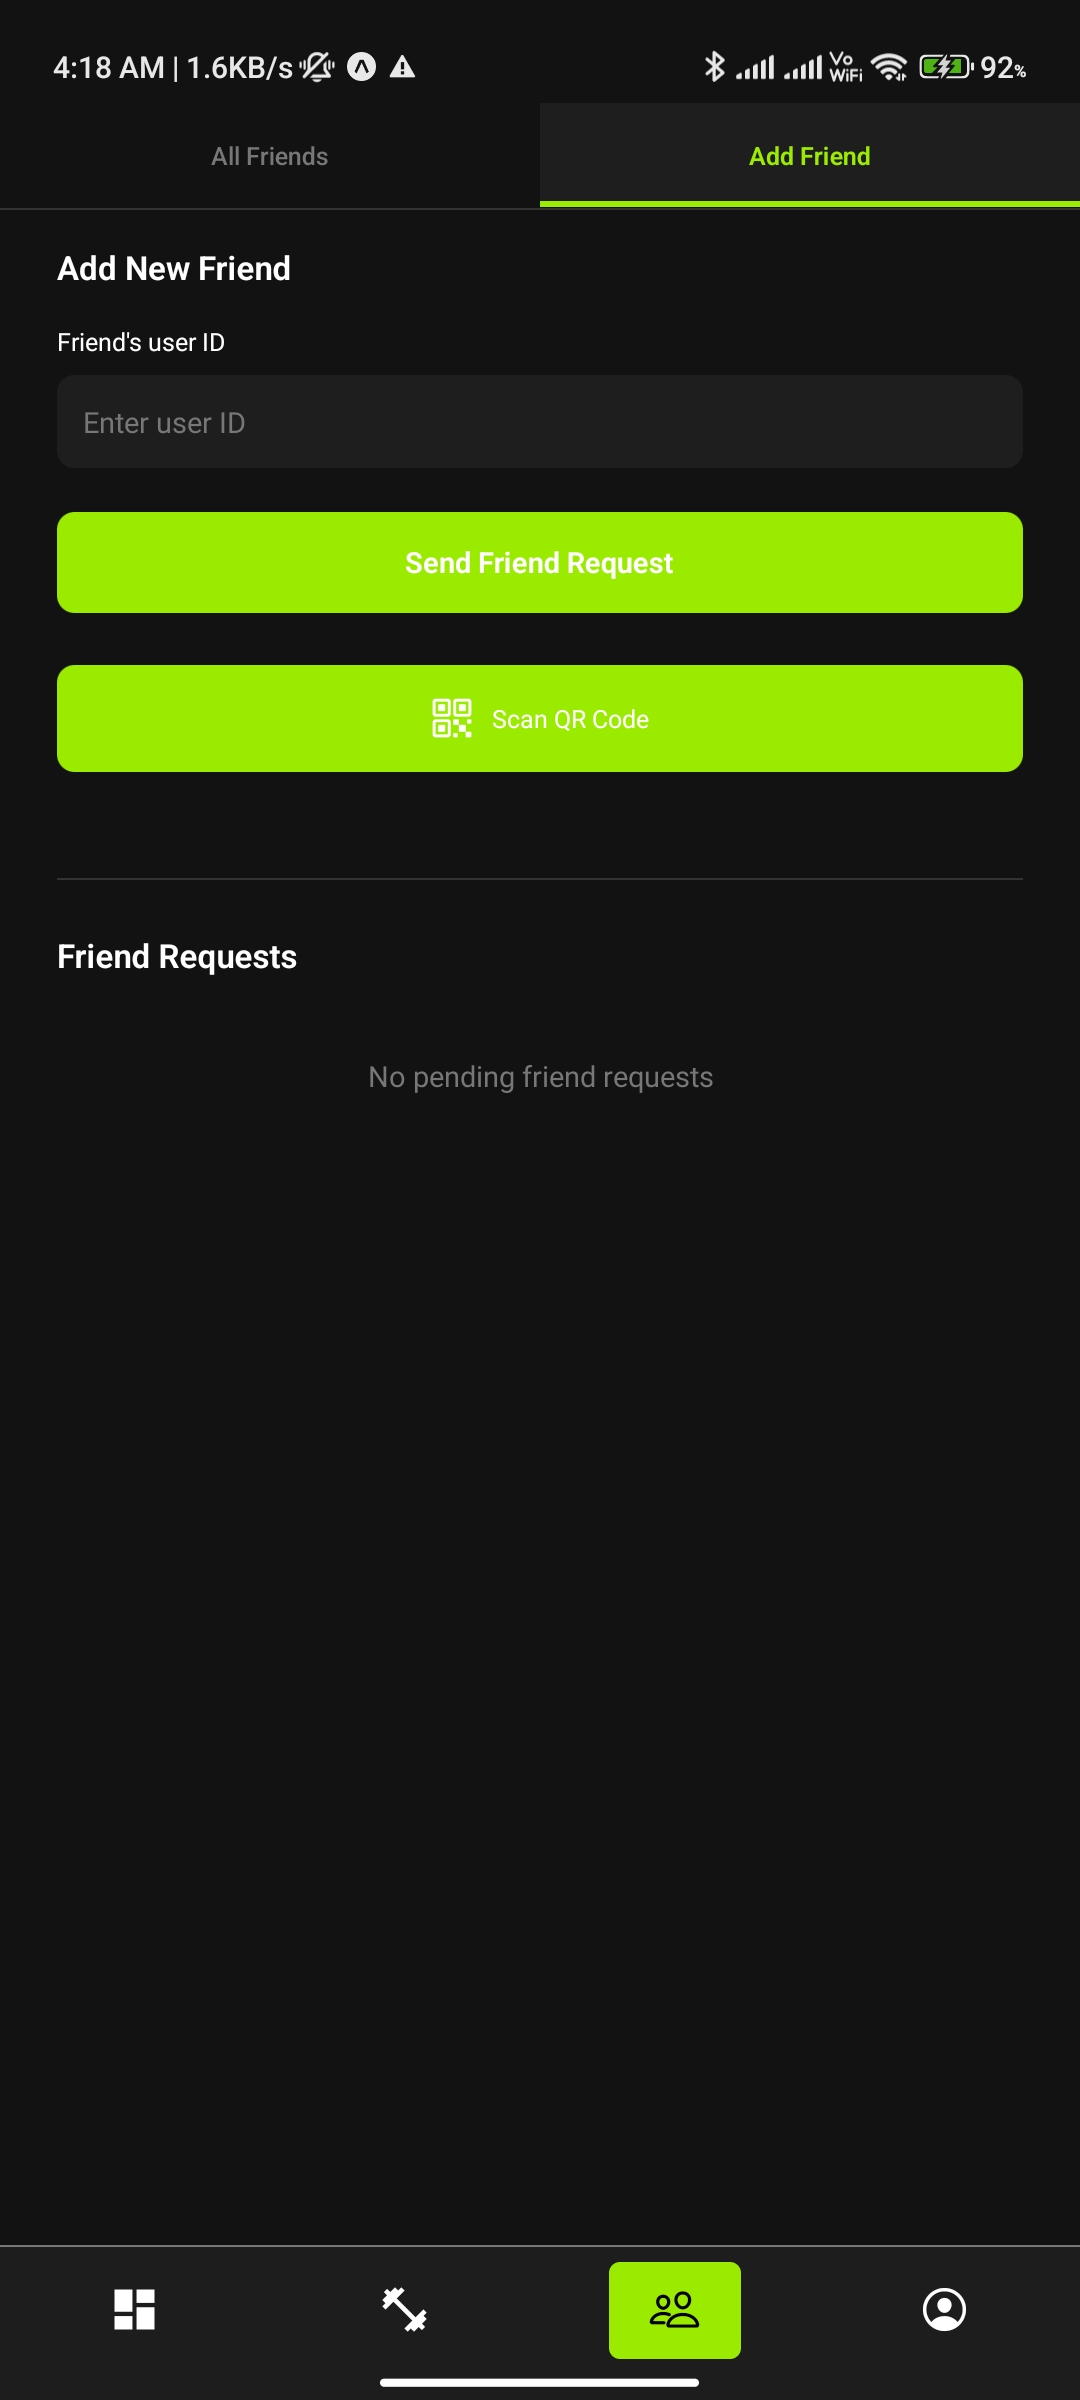 4:18 AM | 1.6KB/s
Vo
WiFi
92%
All Friends
Add Friend
Add New Friend
Friend's user ID
Enter user ID
Send Friend Request
Scan QR Code
Friend Requests
No pending friend requests